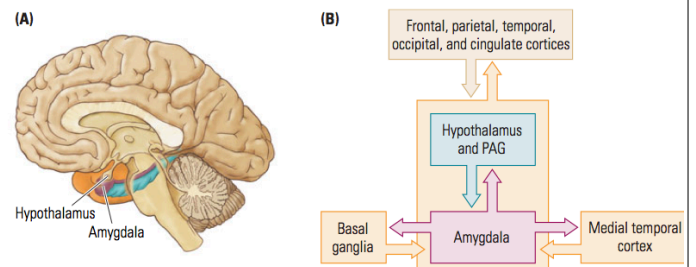 (A)
Hypothalamus
Amygdala
(B)
Frontal, parietal, temporal,
occipital, and cingulate cortices
Hypothalamus
and PAG
Basal
ganglia
Amygdala
Medial temporal
cortex